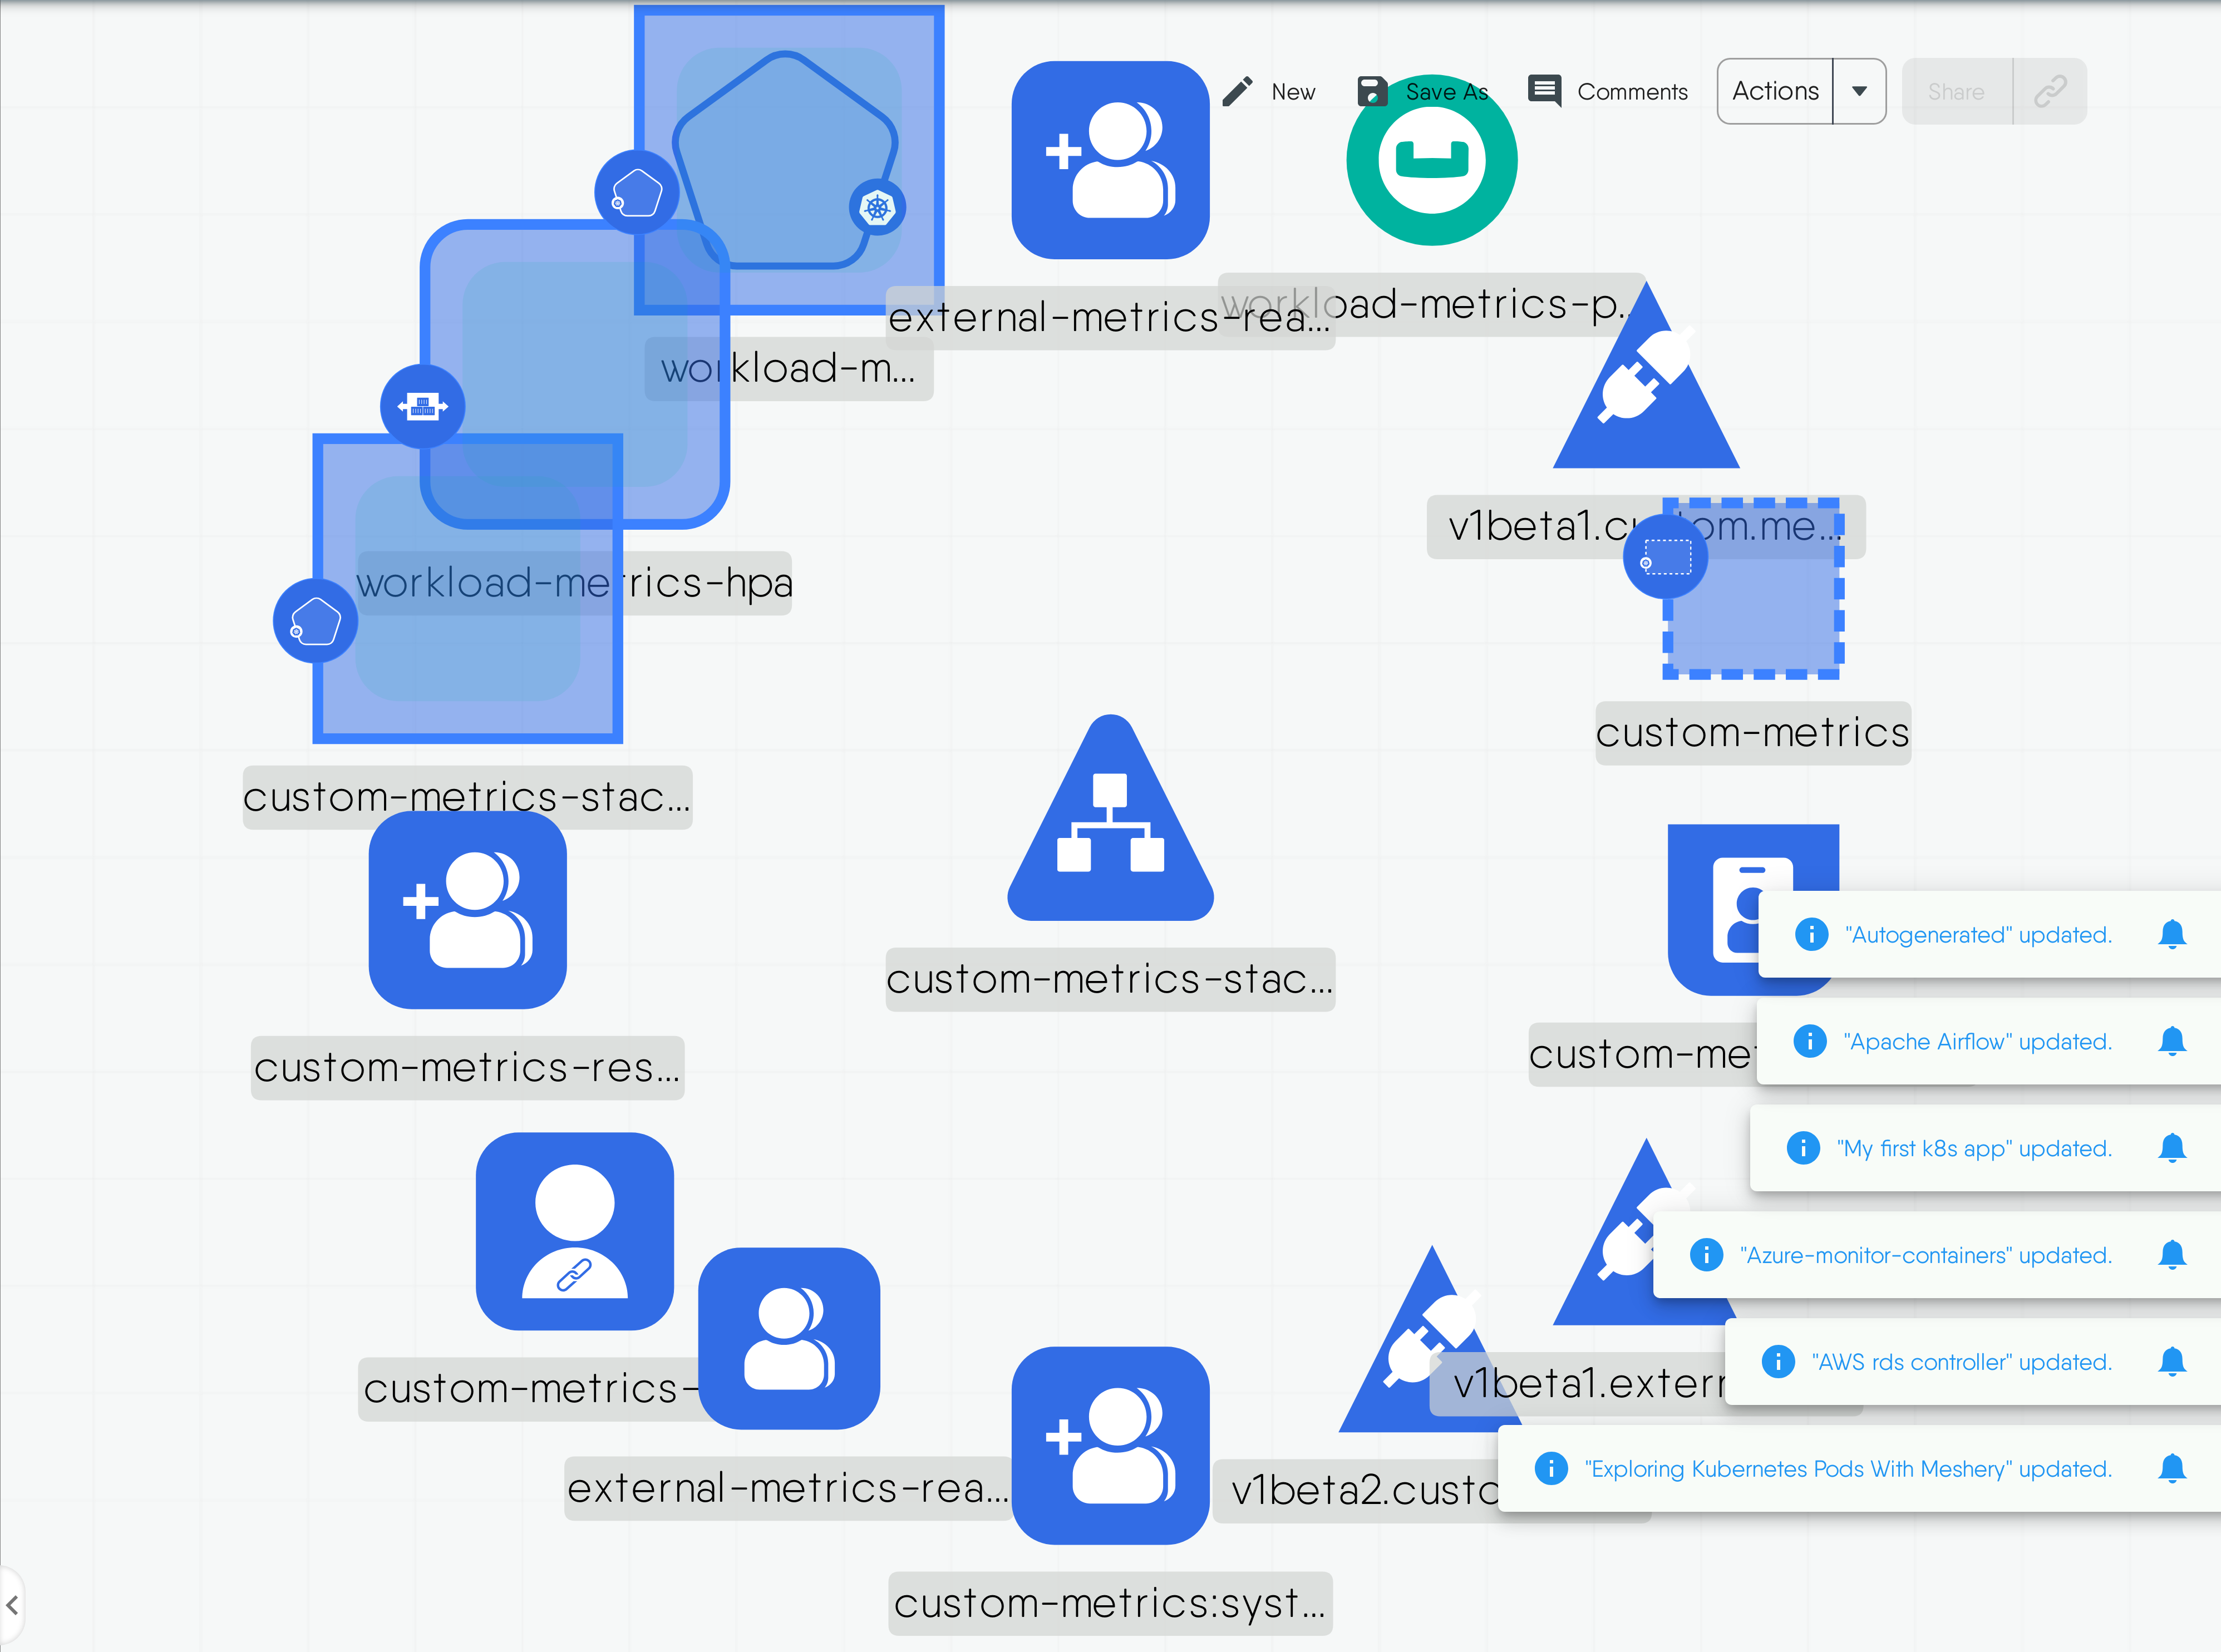 New
Save As
Comments
Actions
Share
external-metrics-rea...
workload-metrics-p...
workload-m...
v1beta1.custom.me...
workload-metrics-hpa
custom-metrics
custom-metrics-stac...
custom-metrics-stac...
"Autogenerated" updated.
custom-met
"Apache Airflow" updated.
custom-metrics-res...
"My first k8s app" updated.
"Azure-monitor-containers" updated.
custom-metrics-
v1beta1.extern
"AWS rds controller" updated.
external-metrics-rea...
v1beta2.custo
"Exploring Kubernetes Pods With Meshery" updated.
custom-metrics:syst...